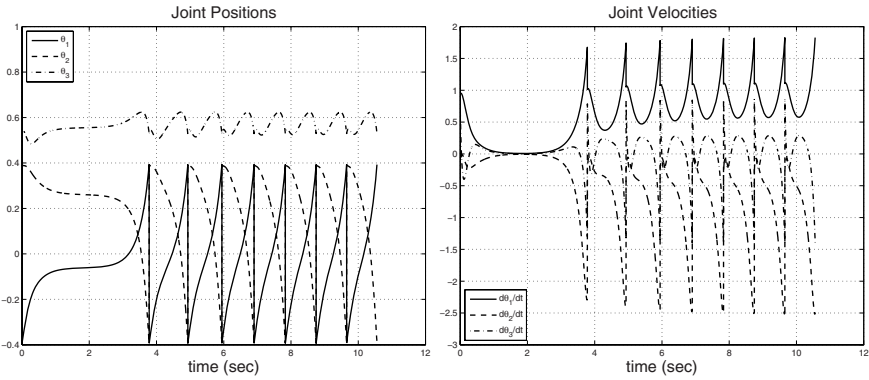 Joint Positions
1
0.8
0.6
0.4
0.2
0
−0.2
−0.4
θ1
θ2
θ3
0 2 4 6 8 10 12
time (sec)
Joint Velocities
2
1.5
1
0.5
0
−0.5
−1
−1.5
−2
−2.5
−3
dθ1/dt
dθ2/dt
dθ3/dt
0 2 4 6 8 10 12
time (sec)